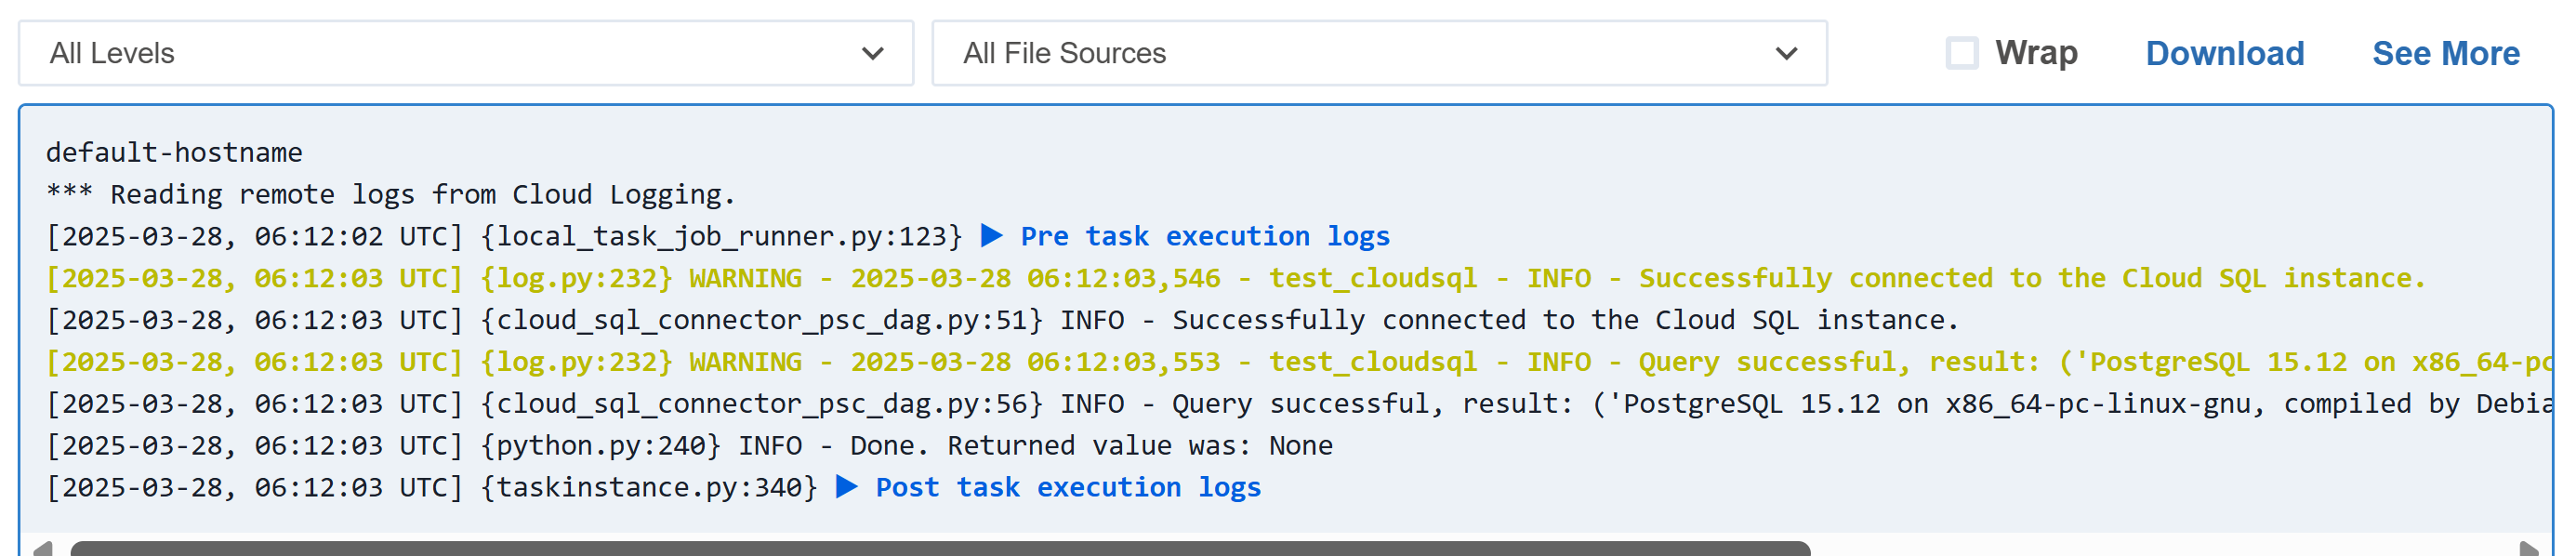 All Levels All File Sources Wrap Download See More
default-hostname
*** Reading remote logs from Cloud Logging.
[2025-03-28, 06:12:02 UTC] {local_task_job_runner.py:123} ▶ Pre task execution logs
[2025-03-28, 06:12:03 UTC] {log.py:232} WARNING - 2025-03-28 06:12:03,546 - test_cloudsql - INFO - Successfully connected to the Cloud SQL instance.
[2025-03-28, 06:12:03 UTC] {cloud_sql_connector_psc_dag.py:51} INFO - Successfully connected to the Cloud SQL instance.
[2025-03-28, 06:12:03 UTC] {log.py:232} WARNING - 2025-03-28 06:12:03,553 - test_cloudsql - INFO - Query successful, result: ('PostgreSQL 15.12 on x86_64-pc
[2025-03-28, 06:12:03 UTC] {cloud_sql_connector_psc_dag.py:56} INFO - Query successful, result: ('PostgreSQL 15.12 on x86_64-pc-linux-gnu, compiled by Debia
[2025-03-28, 06:12:03 UTC] {python.py:240} INFO - Done. Returned value was: None
[2025-03-28, 06:12:03 UTC] {taskinstance.py:340} ▶ Post task execution logs